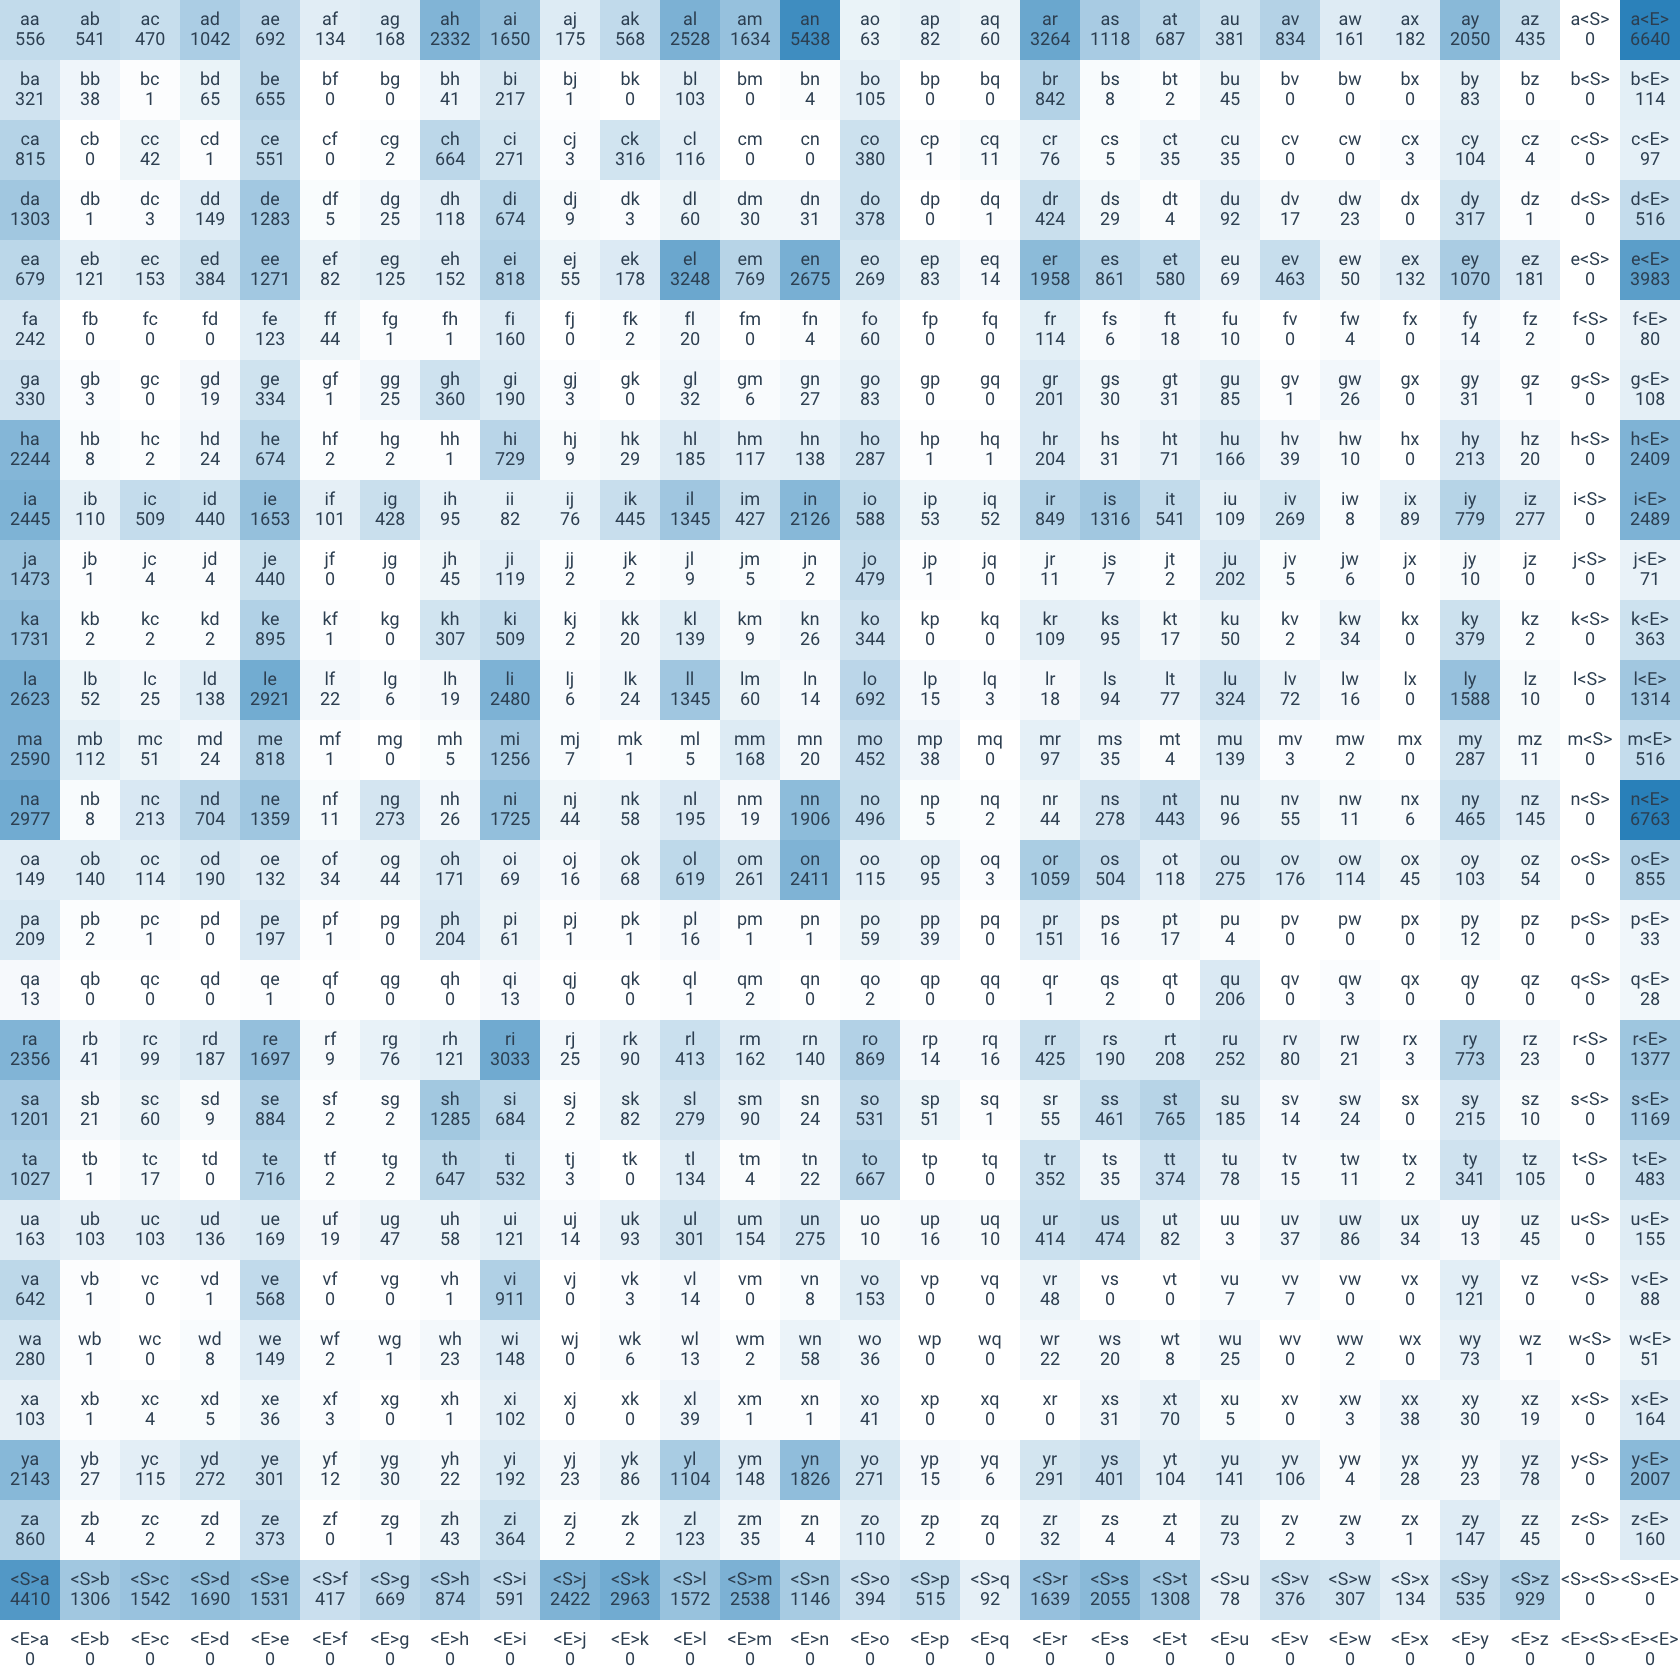 aa ab ac ad ae af ag ah ai aj ak al am an ao ap aq ar as at au av aw ax ay az a<S> a<E>
556 541 470 1042 692 134 168 2332 1650 175 568 2528 1634 5438 63 82 60 3264 1118 687 381 834 161 182 2050 435 0 6640
ba bb bc bd be bf bg bh bi bj bk bl bm bn bo bp bq br bs bt bu bv bw bx by bz b<S> b<E>
321 38 1 65 655 0 0 41 217 1 0 103 0 4 105 0 0 842 8 2 45 0 0 0 83 0 0 114
ca cb cc cd ce cf cg ch ci cj ck cl cm cn co cp cq cr cs ct cu cv cw cx cy cz c<S> c<E>
815 0 42 1 551 0 2 664 271 3 316 116 0 0 380 1 11 76 5 35 35 0 0 3 104 4 0 97
da db dc dd de df dg dh di dj dk dl dm dn do dp dq dr ds dt du dv dw dx dy dz d<S> d<E>
1303 1 3 149 1283 5 25 118 674 9 3 60 30 31 378 0 1 424 29 4 92 17 23 0 317 1 0 516
ea eb ec ed ee ef eg eh ei ej ek el em en eo ep eq er es et eu ev ew ex ey ez e<S> e<E>
679 121 153 384 1271 82 125 152 818 55 178 3248 769 2675 269 83 14 1958 861 580 69 463 50 132 1070 181 0 3983
fa fb fc fd fe ff fg fh fi fj fk fl fm fn fo fp fq fr fs ft fu fv fw fx fy fz f<S> f<E>
242 0 0 0 123 44 1 1 160 0 2 20 0 4 60 0 0 114 6 18 10 0 4 0 14 2 0 80
ga gb gc gd ge gf gg gh gi gj gk gl gm gn go gp gq gr gs gt gu gv gw gx gy gz g<S> g<E>
330 3 0 19 334 1 25 360 190 3 0 32 6 27 83 0 0 201 30 31 85 1 26 0 31 1 0 108
ha hb hc hd he hf hg hh hi hj hk hl hm hn ho hp hq hr hs ht hu hv hw hx hy hz h<S> h<E>
2244 8 2 24 674 2 2 1 729 9 29 185 117 138 287 1 1 204 31 71 166 39 10 0 213 20 0 2409
ia ib ic id ie if ig ih ii ij ik il im in io ip iq ir is it iu iv iw ix iy iz i<S> i<E>
2445 110 509 440 1653 101 428 95 82 76 445 1345 427 2126 588 53 52 849 1316 541 109 269 8 89 779 277 0 2489
ja jb jc jd je jf jg jh ji jj jk jl jm jn jo jp jq jr js jt ju jv jw jx jy jz j<S> j<E>
1473 1 4 4 440 0 0 45 119 2 2 9 5 2 479 1 0 11 7 2 202 5 6 0 10 0 0 71
ka kb kc kd ke kf kg kh ki kj kk kl km kn ko kp kq kr ks kt ku kv kw kx ky kz k<S> k<E>
1731 2 2 2 895 1 0 307 509 2 20 139 9 26 344 0 0 109 95 17 50 2 34 0 379 2 0 363
la lb lc ld le lf lg lh li lj lk ll lm ln lo lp lq lr ls lt lu lv lw lx ly lz l<S> l<E>
2623 52 25 138 2921 22 6 19 2480 6 24 1345 60 14 692 15 3 18 94 77 324 72 16 0 1588 10 0 1314
ma mb mc md me mf mg mh mi mj mk ml mm mn mo mp mq mr ms mt mu mv mw mx my mz m<S> m<E>
2590 112 51 24 818 1 0 5 1256 7 1 5 168 20 452 38 0 97 35 4 139 3 2 0 287 11 0 516
na nb nc nd ne nf ng nh ni nj nk nl nm nn no np nq nr ns nt nu nv nw nx ny nz n<S> n<E>
2977 8 213 704 1359 11 273 26 1725 44 58 195 19 1906 496 5 2 44 278 443 96 55 11 6 465 145 0 6763
oa ob oc od oe of og oh oi oj ok ol om on oo op oq or os ot ou ov ow ox oy oz o<S> o<E>
149 140 114 190 132 34 44 171 69 16 68 619 261 2411 115 95 3 1059 504 118 275 176 114 45 103 54 0 855
pa pb pc pd pe pf pg ph pi pj pk pl pm pn po pp pq pr ps pt pu pv pw px py pz p<S> p<E>
209 2 1 0 197 1 0 204 61 1 1 16 1 1 59 39 0 151 16 17 4 0 0 0 12 0 0 33
qa qb qc qd qe qf qg qh qi qj qk ql qm qn qo qp qq qr qs qt qu qv qw qx qy qz q<S> q<E>
13 0 0 0 1 0 0 0 13 0 0 1 2 0 2 0 0 1 2 0 206 0 3 0 0 0 0 28
ra rb rc rd re rf rg rh ri rj rk rl rm rn ro rp rq rr rs rt ru rv rw rx ry rz r<S> r<E>
2356 41 99 187 1697 9 76 121 3033 25 90 413 162 140 869 14 16 425 190 208 252 80 21 3 773 23 0 1377
sa sb sc sd se sf sg sh si sj sk sl sm sn so sp sq sr ss st su sv sw sx sy sz s<S> s<E>
1201 21 60 9 884 2 2 1285 684 2 82 279 90 24 531 51 1 55 461 765 185 14 24 0 215 10 0 1169
ta tb tc td te tf tg th ti tj tk tl tm tn to tp tq tr ts tt tu tv tw tx ty tz t<S> t<E>
1027 1 17 0 716 2 2 647 532 3 0 134 4 22 667 0 0 352 35 374 78 15 11 2 341 105 0 483
ua ub uc ud ue uf ug uh ui uj uk ul um un uo up uq ur us ut uu uv uw ux uy uz u<S> u<E>
163 103 103 136 169 19 47 58 121 14 93 301 154 275 10 16 10 414 474 82 3 37 86 34 13 45 0 155
va vb vc vd ve vf vg vh vi vj vk vl vm vn vo vp vq vr vs vt vu vv vw vx vy vz v<S> v<E>
642 1 0 1 568 0 0 1 911 0 3 14 0 8 153 0 0 48 0 0 7 7 0 0 121 0 0 88
wa wb wc wd we wf wg wh wi wj wk wl wm wn wo wp wq wr ws wt wu wv ww wx wy wz w<S> w<E>
280 1 0 8 149 2 1 23 148 0 6 13 2 58 36 0 0 22 20 8 25 0 2 0 73 1 0 51
xa xb xc xd xe xf xg xh xi xj xk xl xm xn xo xp xq xr xs xt xu xv xw xx xy xz x<S> x<E>
103 1 4 5 36 3 0 1 102 0 0 39 1 1 41 0 0 0 31 70 5 0 3 38 30 19 0 164
ya yb yc yd ye yf yg yh yi yj yk yl ym yn yo yp yq yr ys yt yu yv yw yx yy yz y<S> y<E>
2143 27 115 272 301 12 30 22 192 23 86 1104 148 1826 271 15 6 291 401 104 141 106 4 28 23 78 0 2007
za zb zc zd ze zf zg zh zi zj zk zl zm zn zo zp zq zr zs zt zu zv zw zx zy zz z<S> z<E>
860 4 2 2 373 0 1 43 364 2 2 123 35 4 110 2 0 32 4 4 73 2 3 1 147 45 0 160
<S>a <S>b <S>c <S>d <S>e <S>f <S>g <S>h <S>i <S>j <S>k <S>l <S>m <S>n <S>o <S>p <S>q <S>r <S>s <S>t <S>u <S>v <S>w <S>x <S>y <S>z <S><S> <S><E>
4410 1306 1542 1690 1531 417 669 874 591 2422 2963 1572 2538 1146 394 515 92 1639 2055 1308 78 376 307 134 535 929 0 0
<E>a <E>b <E>c <E>d <E>e <E>f <E>g <E>h <E>i <E>j <E>k <E>l <E>m <E>n <E>o <E>p <E>q <E>r <E>s <E>t <E>u <E>v <E>w <E>x <E>y <E>z <E><S> <E><E>
0 0 0 0 0 0 0 0 0 0 0 0 0 0 0 0 0 0 0 0 0 0 0 0 0 0 0 0